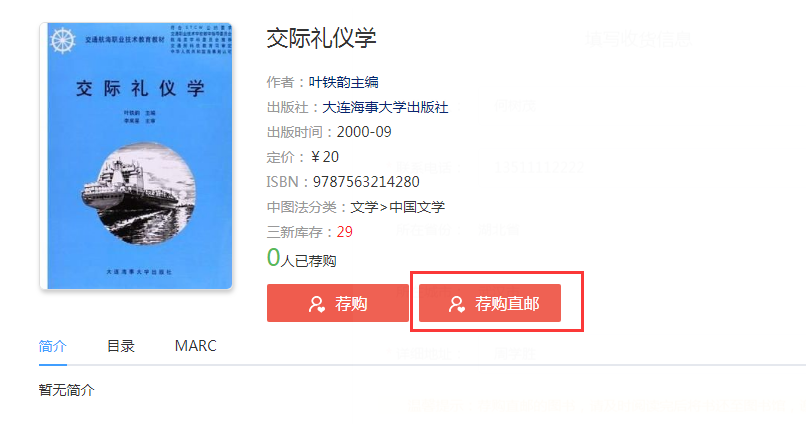 交通航海职业技术教育教材
交际礼仪学
叶铁韵 主编
大连海事大学出版社
交际礼仪学
作者：叶铁韵主编
出版社：大连海事大学出版社
出版时间：2000-09
定价：￥20
ISBN：9787563214280
中图法分类：文学>中国文学
三新库存：29
0人已荐购
荐购
荐购直邮
简介
目录
MARC
暂无简介
填写收货信息